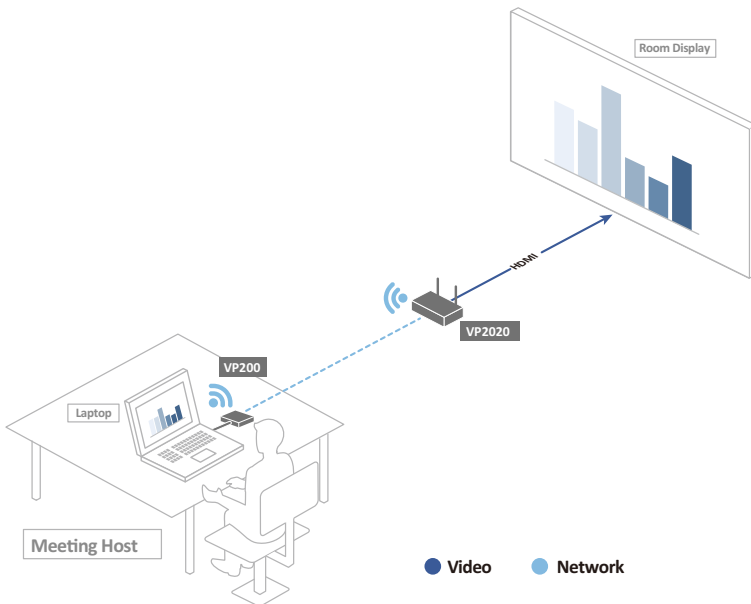 Room Display
HDMI
VP2020
VP200
Laptop
Meeting Host
Video
Network